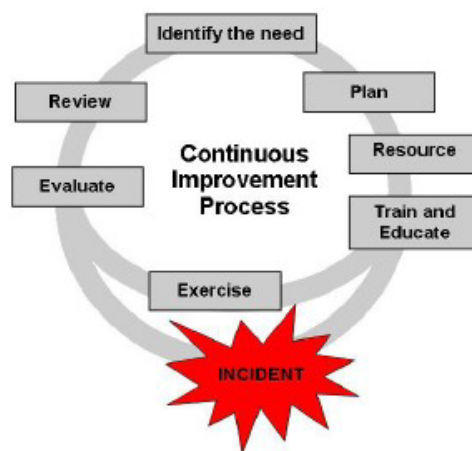 Identify the need
Review
Plan
Continuous
Improvement
Process
Resource
Evaluate
Train and
Educate
Exercise
INCIDENT